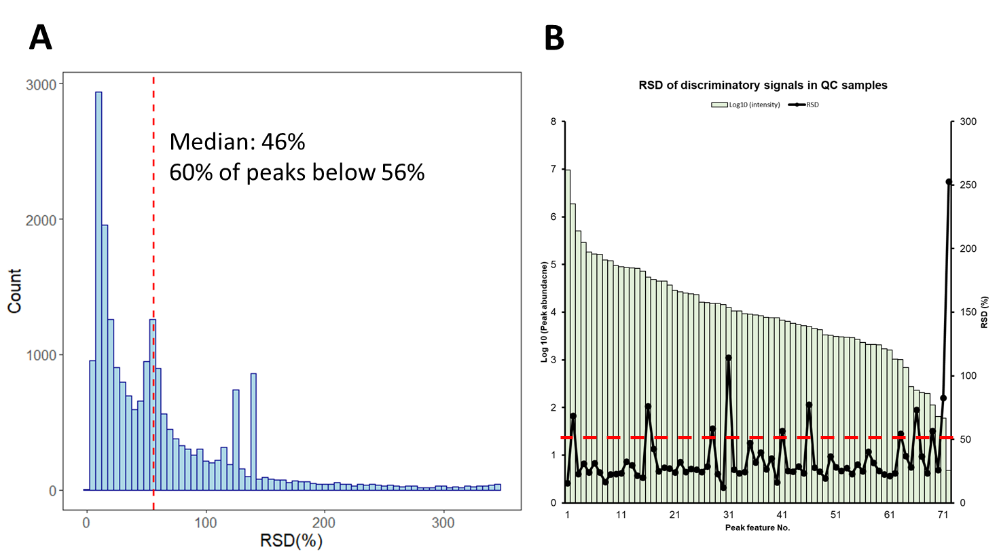 A
3000
2000
1000
0
Count
Median: 46%
60% of peaks below 56%
0 100 200 300
RSD(%)
B
RSD of discriminatory signals in QC samples
Log10 (intensity) RSD
8
7
6
5
4
3
2
1
0
Log 10 (Peak abundacne)
300
250
200
150
100
50
0
RSD (%)
1 11 21 31 41 51 61 71
Peak feature No.